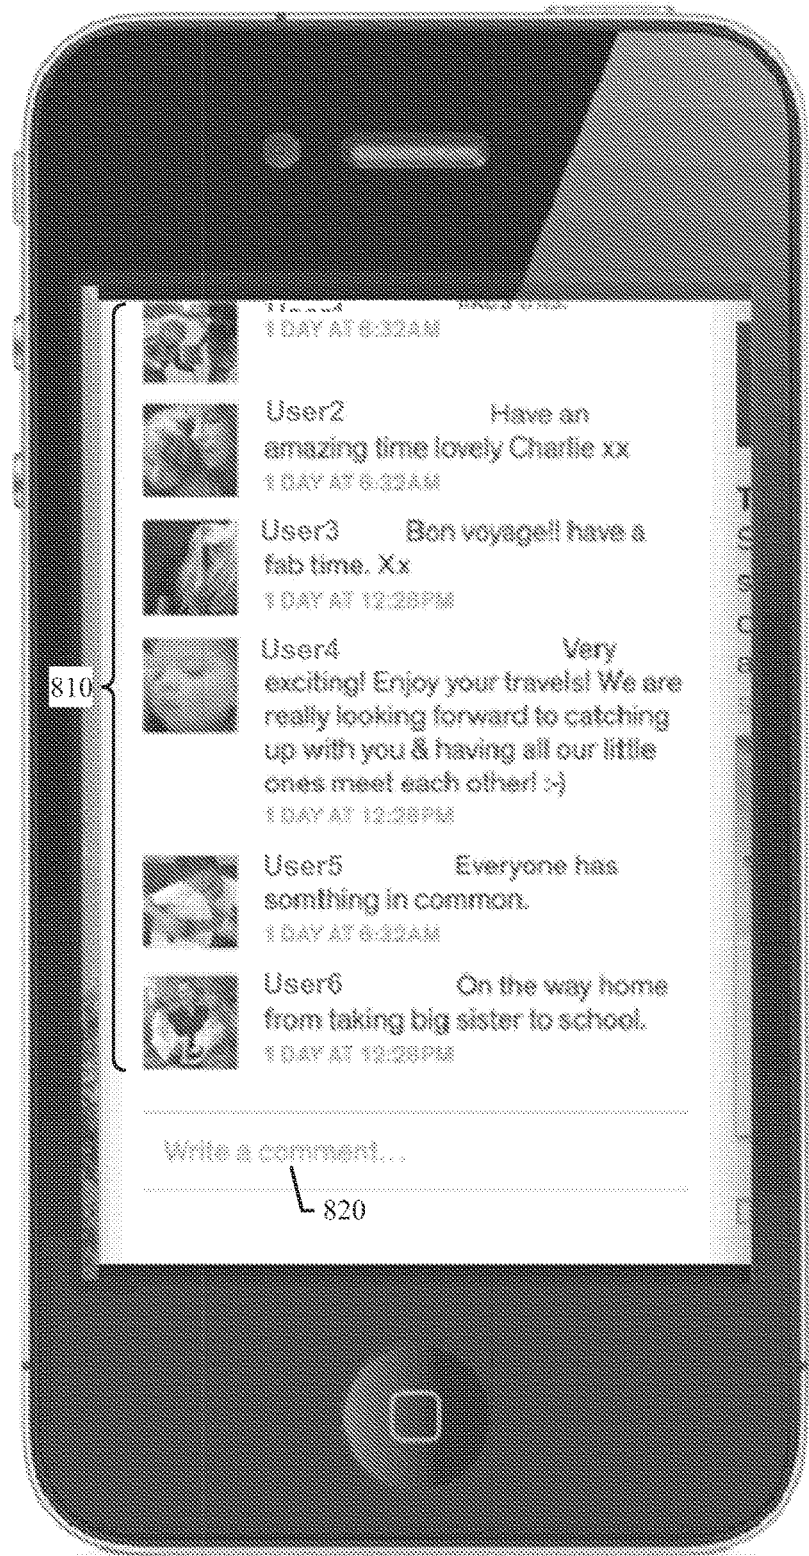 User1 likes this.
1 DAY AT 6:32AM
User2 Have an
amazing time lovely Charlie xx
1 DAY AT 6:32AM
User3 Bon voyage!! have a
fab time. Xx
1 DAY AT 12:28PM
810
User4 Very
exciting! Enjoy your travels! We are
really looking forward to catching
up with you & having all our little
ones meet each other! :-)
1 DAY AT 12:28PM
User5 Everyone has
somthing in common.
1 DAY AT 6:32AM
User6 On the way home
from taking big sister to school.
1 DAY AT 12:28PM
Write a comment...
820